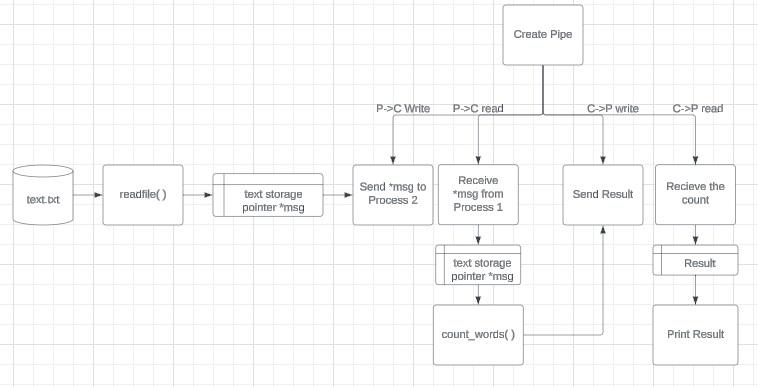 Create Pipe
P->C Write
P->C read
C->P write
C->P read
text.txt
readfile( )
text storage
pointer *msg
Send *msg to
Process 2
Receive
*msg from
Process 1
Send Result
Recieve the
count
text storage
pointer *msg
Result
count_words( )
Print Result